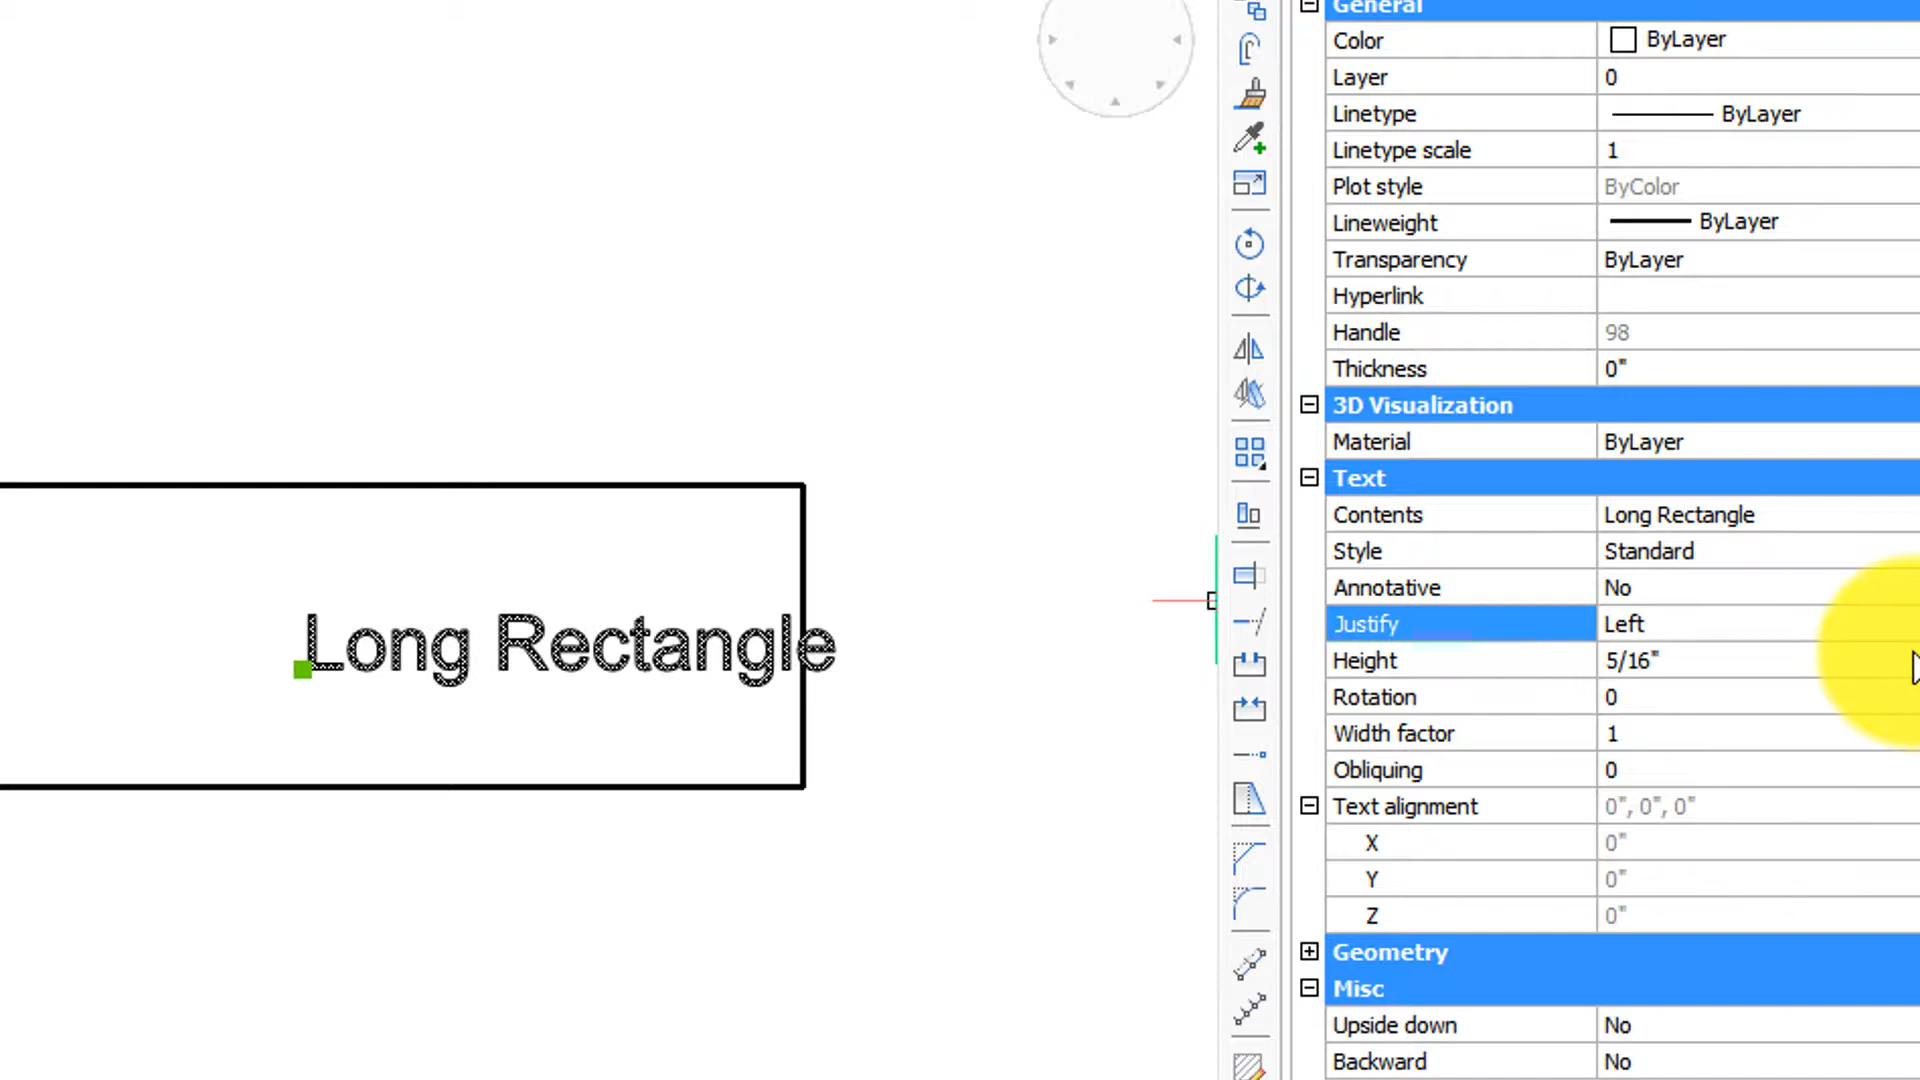 General
Color ByLayer
Layer 0
Linetype ByLayer
Linetype scale 1
Plot style ByColor
Lineweight ByLayer
Transparency ByLayer
Hyperlink
Handle 98
Thickness 0"
3D Visualization
Material ByLayer
Text
Contents Long Rectangle
Style Standard
Annotative No
Justify Left
Height 5/16"
Rotation 0
Width factor 1
Obliquing 0
Text alignment 0", 0", 0"
X 0"
Y 0"
Z 0"
Geometry
Misc
Upside down No
Backward No
Long Rectangle